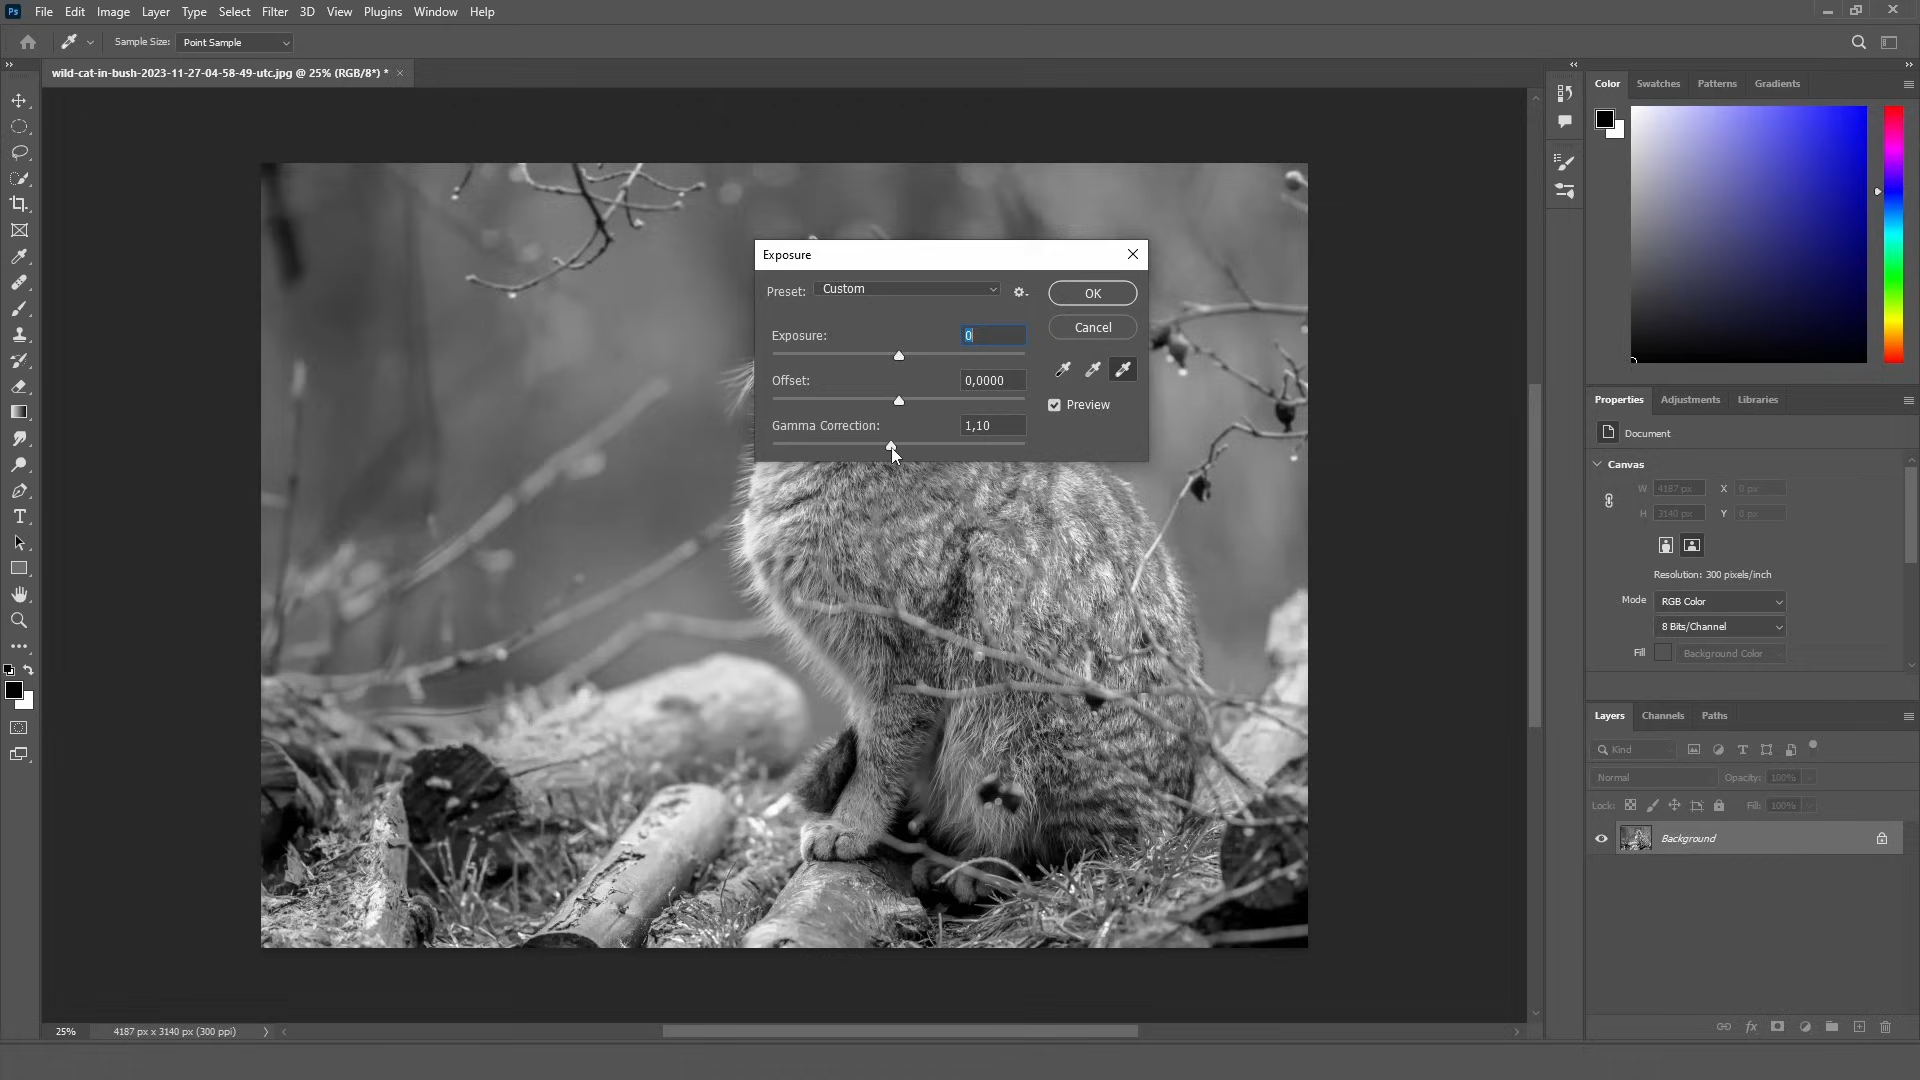 Ps File Edit Image Layer Type Select Filter 3D View Plugins Window Help
Sample Size: Point Sample
wild-cat-in-bush-2023-11-27-04-58-49-utc.jpg @ 25% (RGB/8*) *
Exposure
Preset: Custom
OK
Cancel
Exposure: 0
Offset: 0,0000
Preview
Gamma Correction: 1,10
25% 4187 px x 3140 px (300 ppi)
Color Swatches Patterns Gradients
Properties Adjustments Libraries
Document
Canvas
W 4187 px X 0 px
H 3140 px Y 0 px
Resolution: 300 pixels/inch
Mode RGB Color
8 Bits/Channel
Fill Background Color
Layers Channels Paths
Kind
Normal Opacity: 100%
Lock: Fill: 100%
Background